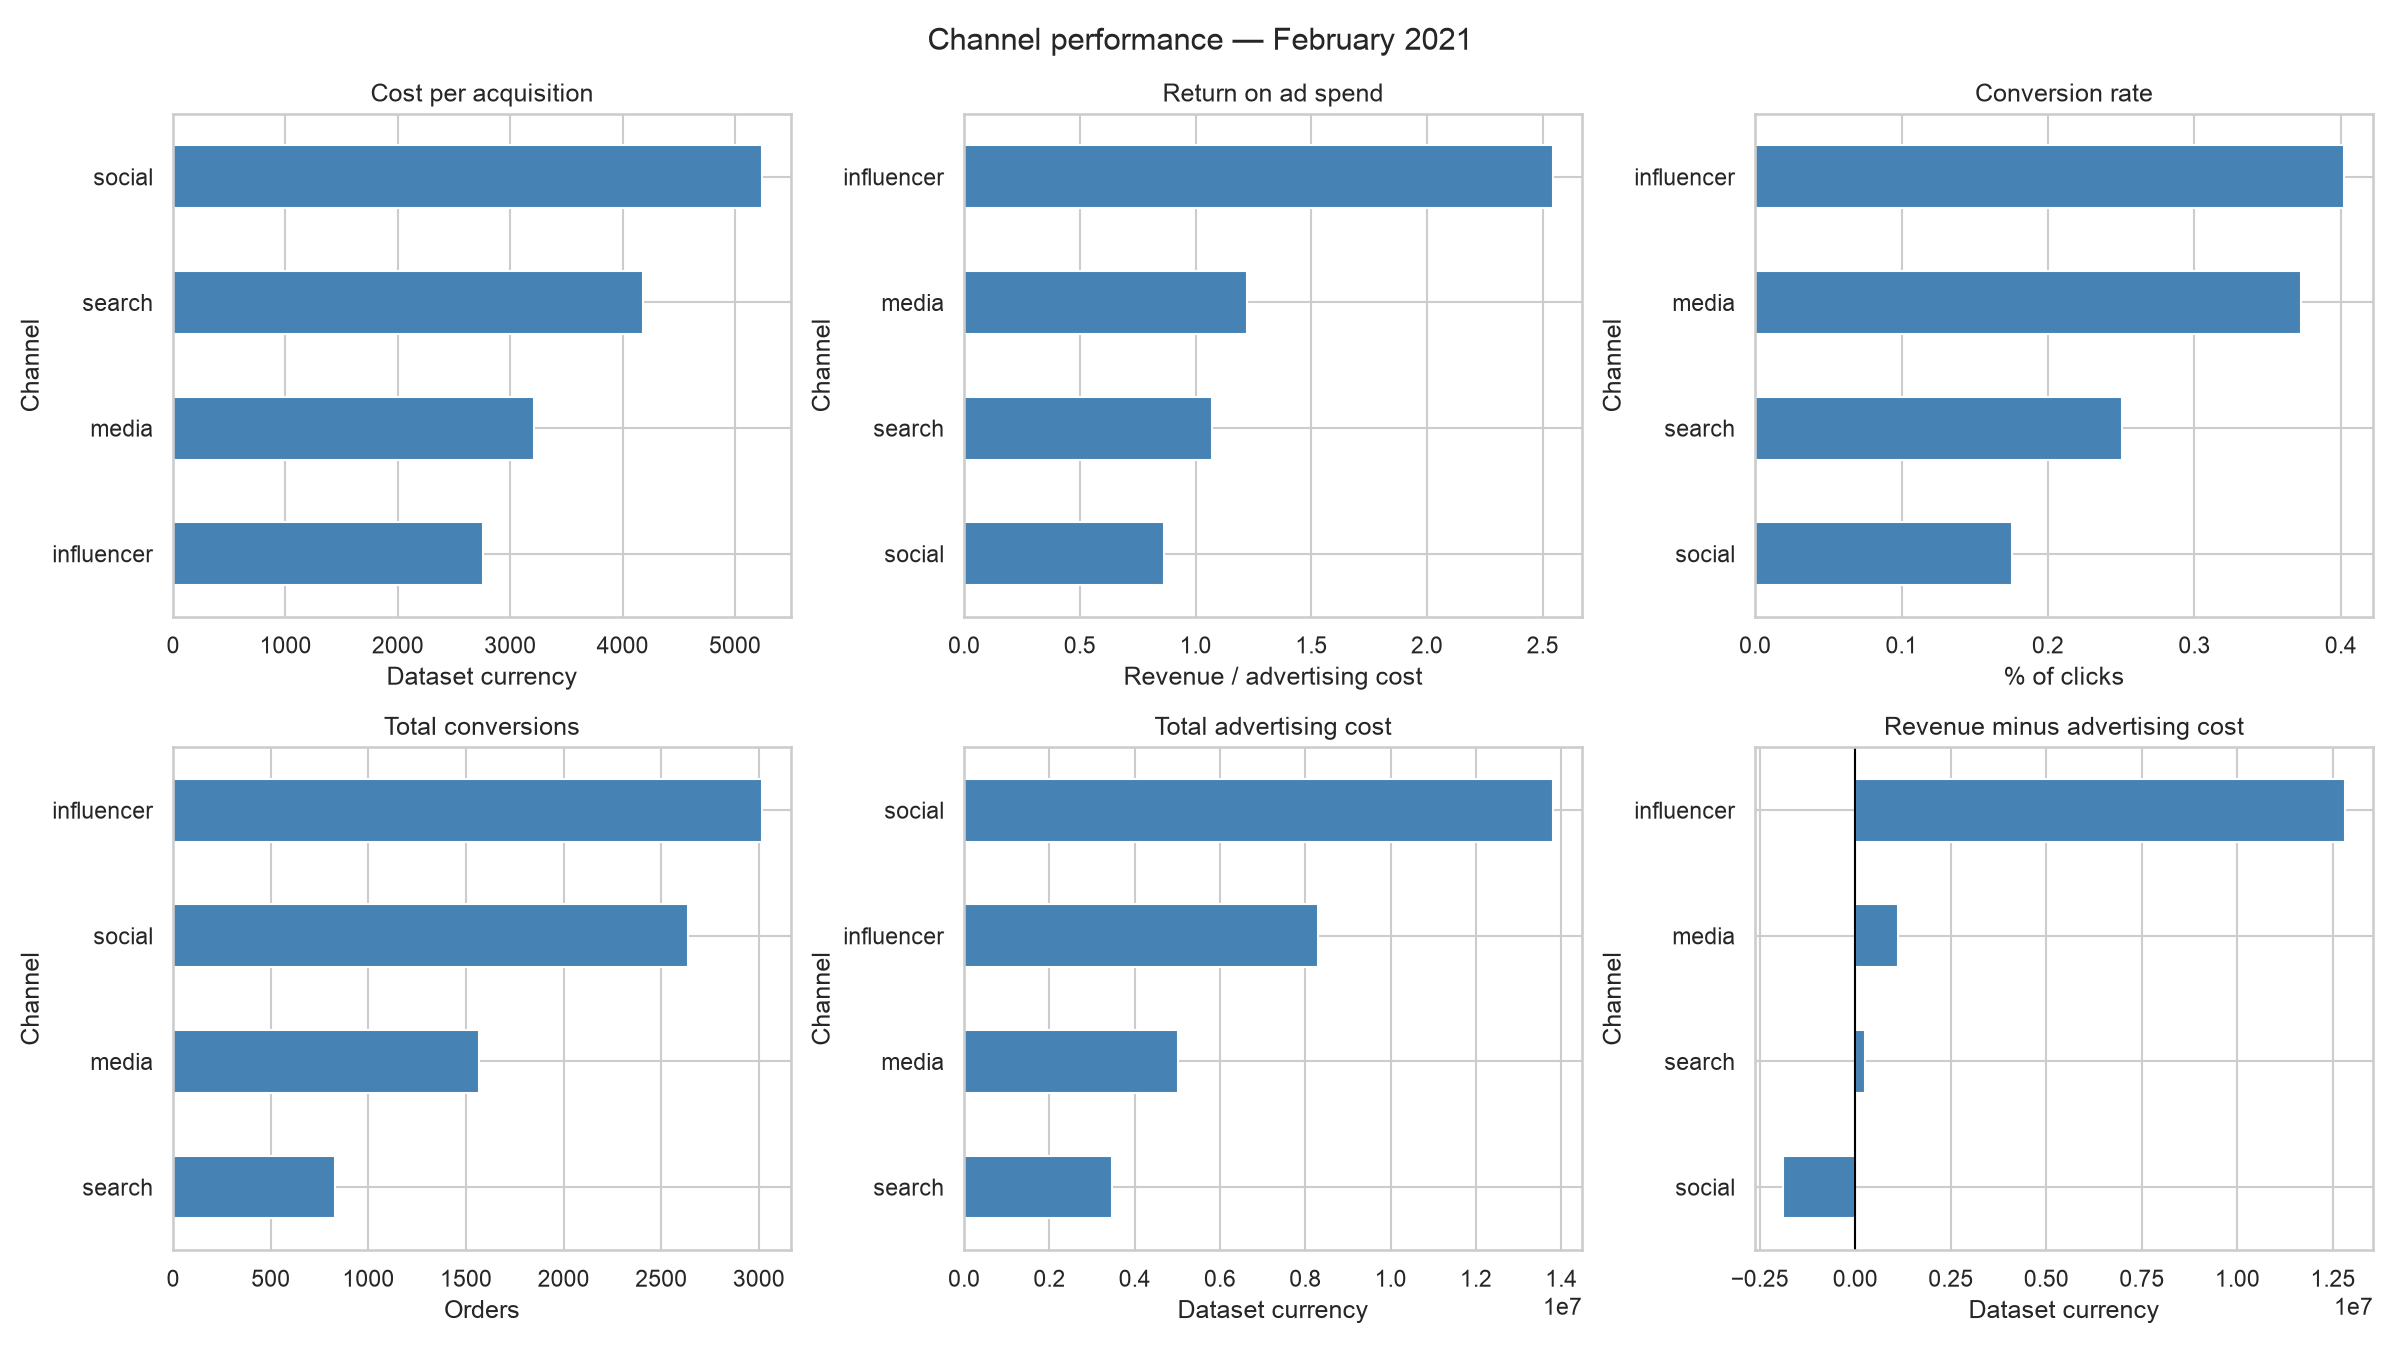 Channel performance — February 2021
Cost per acquisition
Channel
social
search
media
influencer
0 1000 2000 3000 4000 5000
Dataset currency
Return on ad spend
Channel
influencer
media
search
social
0.0 0.5 1.0 1.5 2.0 2.5
Revenue / advertising cost
Conversion rate
Channel
influencer
media
search
social
0.0 0.1 0.2 0.3 0.4
% of clicks
Total conversions
Channel
influencer
social
media
search
0 500 1000 1500 2000 2500 3000
Orders
Total advertising cost
Channel
social
influencer
media
search
0.0 0.2 0.4 0.6 0.8 1.0 1.2 1.4
1e7
Dataset currency
Revenue minus advertising cost
Channel
influencer
media
search
social
−0.25 0.00 0.25 0.50 0.75 1.00 1.25
1e7
Dataset currency